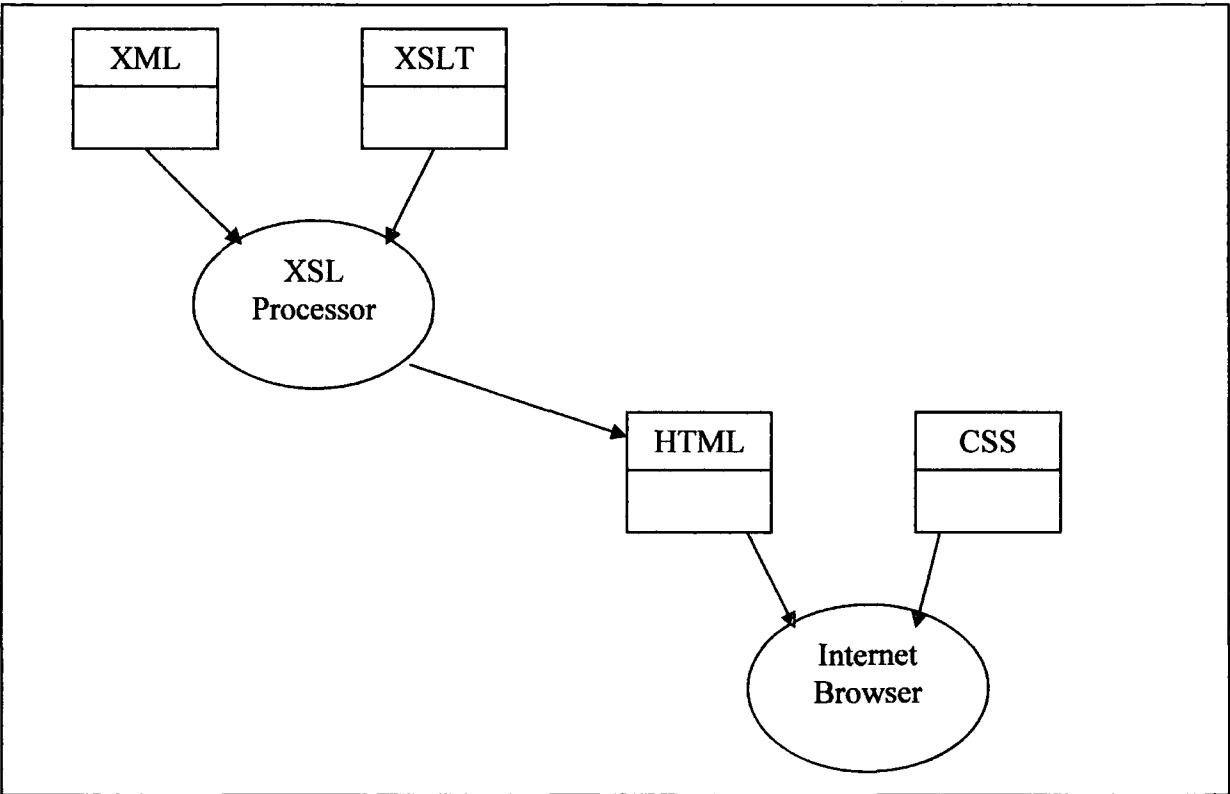 XML
XSLT
XSL
Processor
HTML
CSS
Internet
Browser